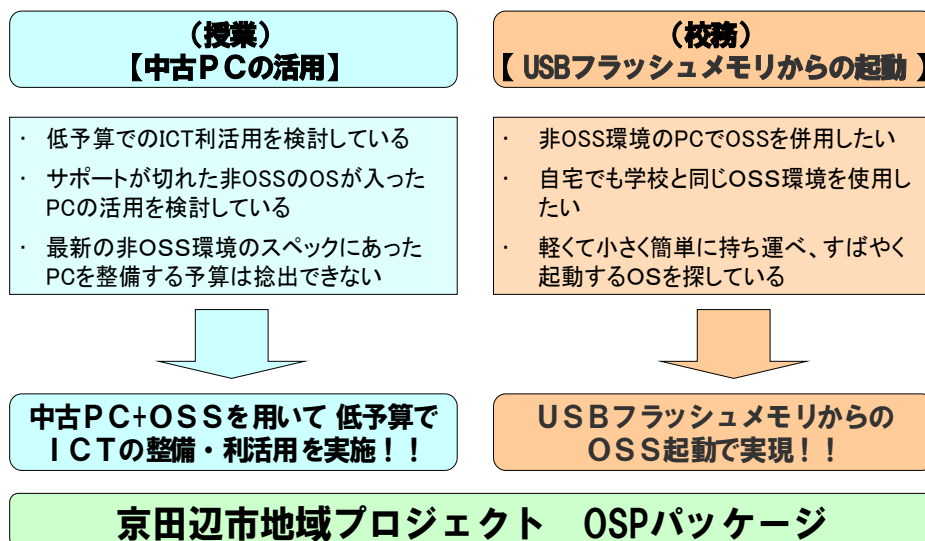 （授業）
【中古ＰＣの活用】
・ 低予算でのICT利活用を検討している
・ サポートが切れた非OSSのOSが入った
PCの活用を検討している
・ 最新の非ＯＳＳ環境のスペックにあった
PCを整備する予算は捻出できない
中古ＰＣ+ＯＳＳを用いて 低予算で
ＩＣＴの整備・利活用を実施！！
（校務）
【 USBフラッシュメモリからの起動 】
・ 非OSS環境のPCでOSSを併用したい
・ 自宅でも学校と同じＯＳＳ環境を使用し
たい
・ 軽くて小さく簡単に持ち運べ、すばやく
起動するＯＳを探している
ＵＳＢフラッシュメモリからの
ＯＳＳ起動で実現！！
京田辺市地域プロジェクト　OSPパッケージ